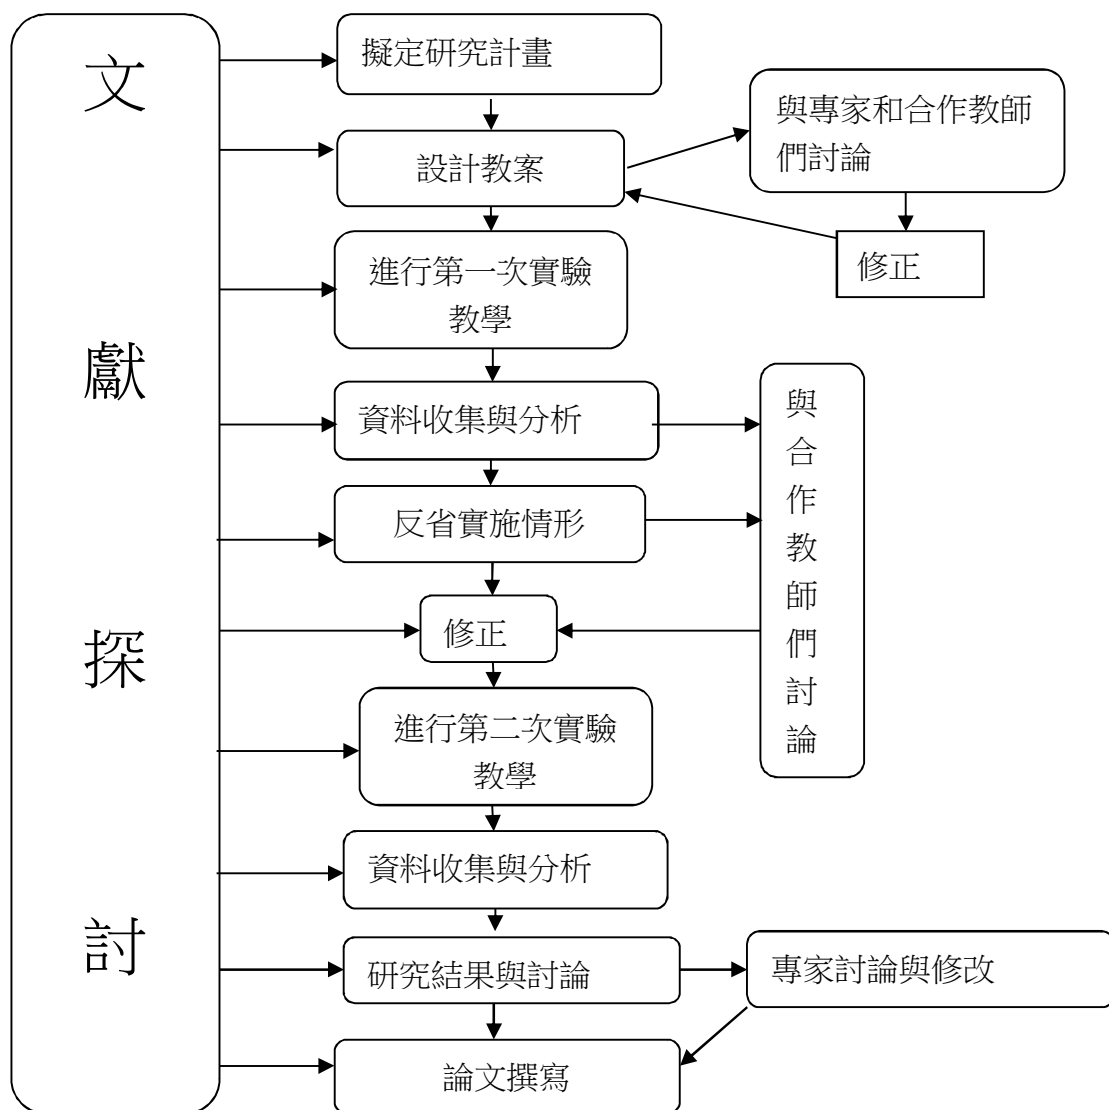 文獻探討
擬定研究計畫
設計教案
與專家和合作教師
們討論
修正
進行第一次實驗
教學
資料收集與分析
反省實施情形
與合作教師們討論
修正
進行第二次實驗
教學
資料收集與分析
研究結果與討論
專家討論與修改
論文撰寫